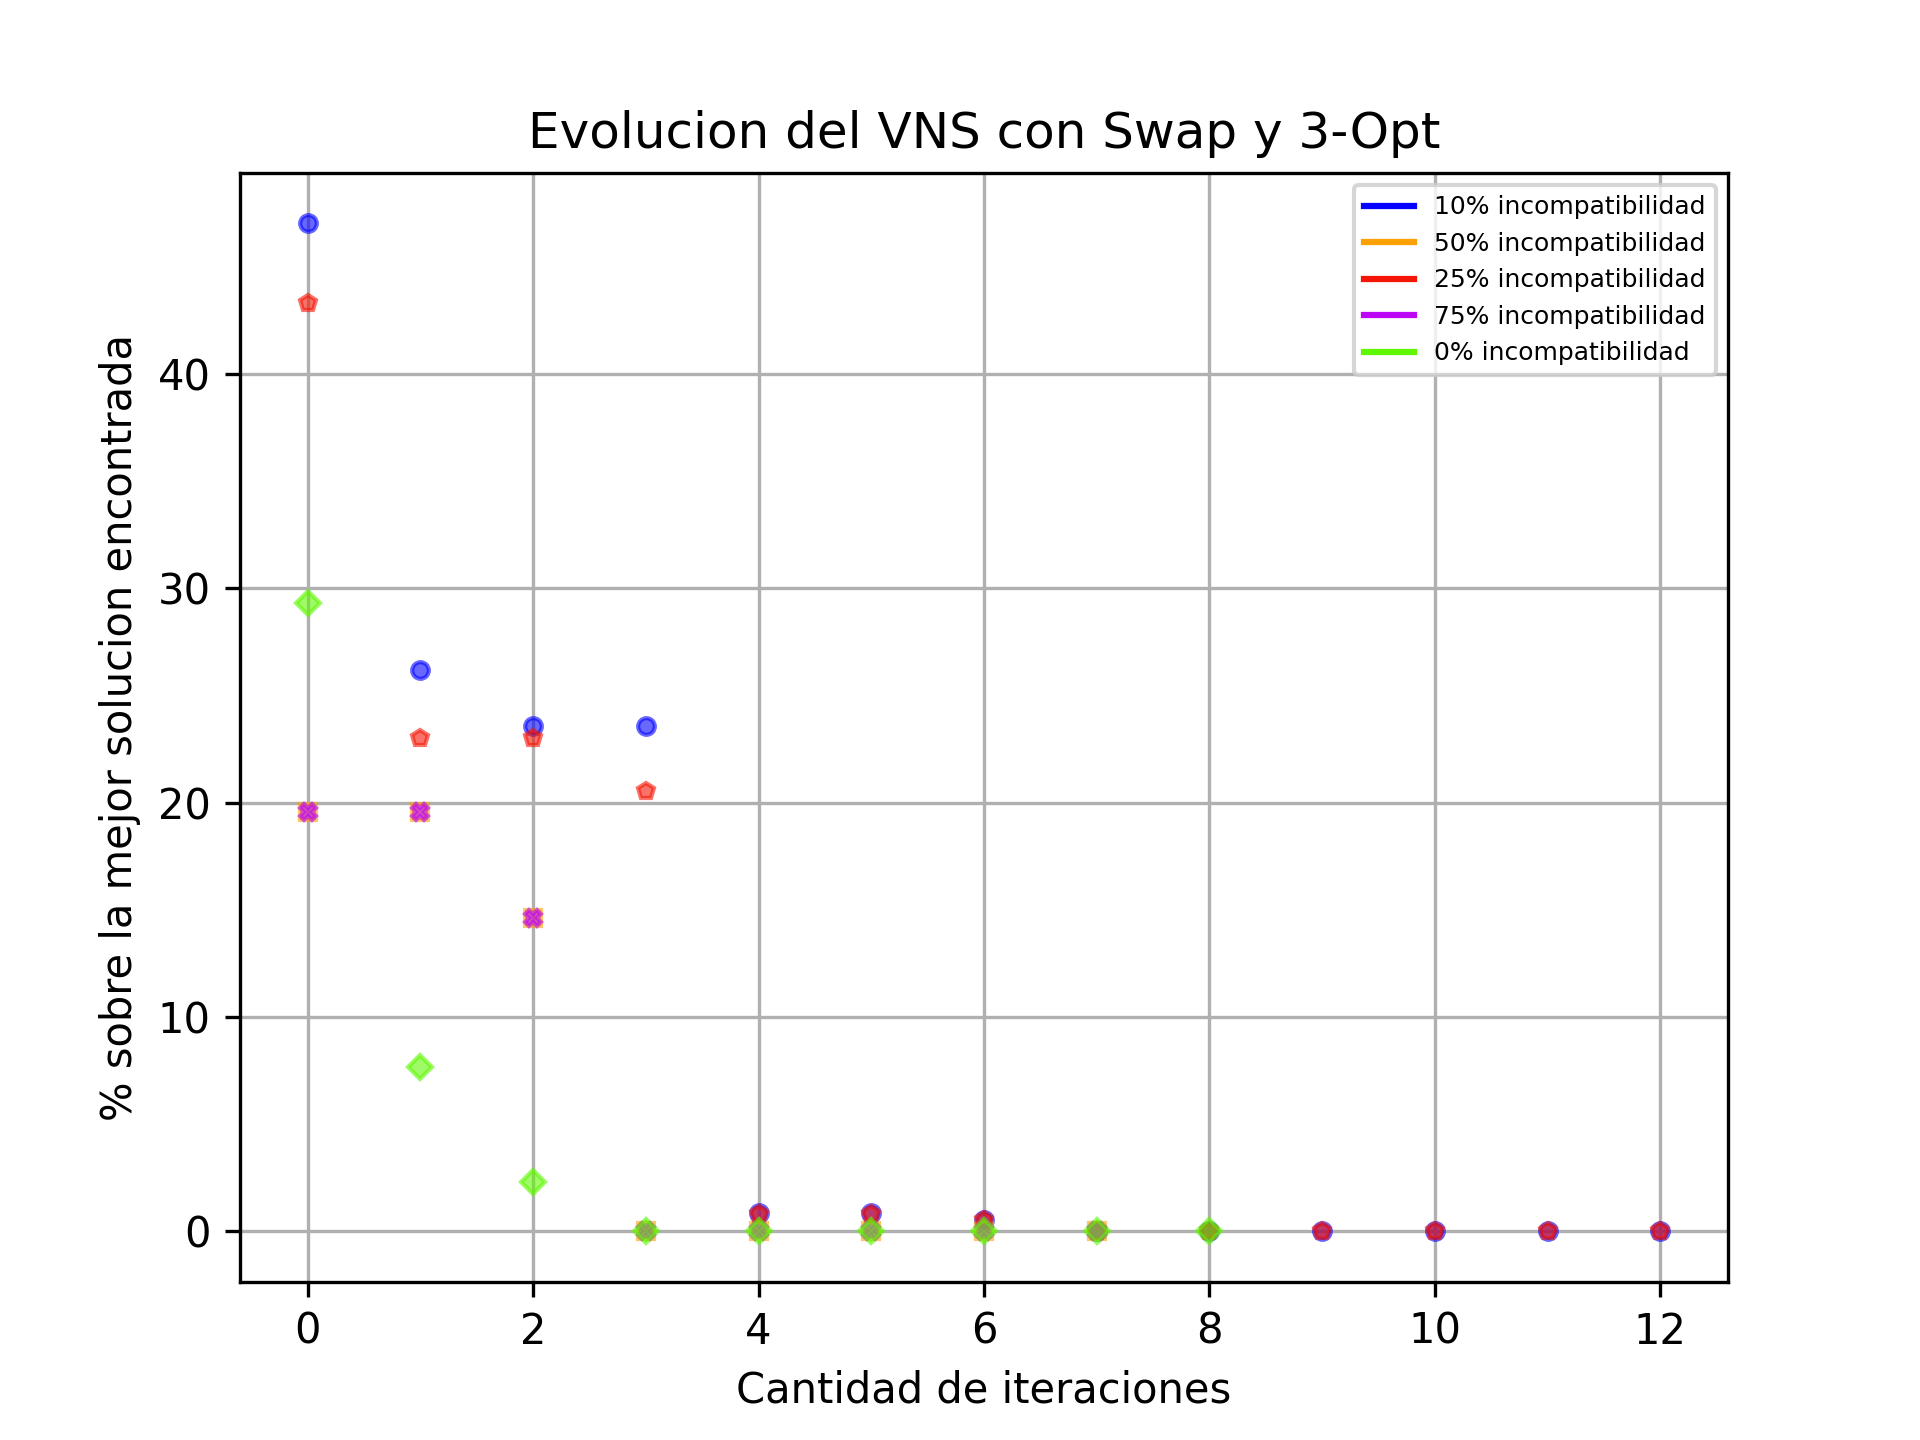 Evolucion del VNS con Swap y 3-Opt
10% incompatibilidad
50% incompatibilidad
25% incompatibilidad
75% incompatibilidad
0% incompatibilidad
% sobre la mejor solucion encontrada
40
30
20
10
0
0 2 4 6 8 10 12
Cantidad de iteraciones